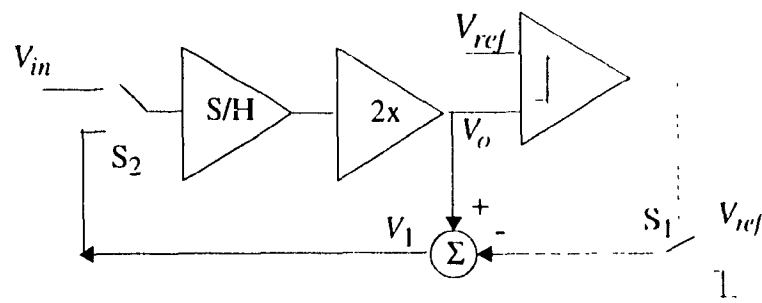 V_ref
V_in
S/H
2x
V_o
S_2
+
S_1
V_ref
V_1
-
Σ